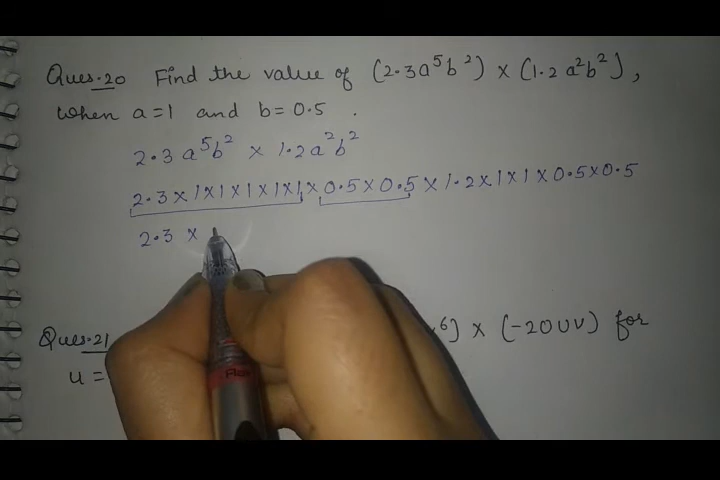 Ques.20 Find the value of (2.3a⁵b²) × (1.2a²b²),
when a=1 and b=0.5 .
2.3 a⁵b² × 1.2a²b²
2.3×1×1×1×1×1×0.5×0.5×1.2×1×1×0.5×0.5
2.3 ×
Ques.21 ⁶) × (-20UV) for
u=